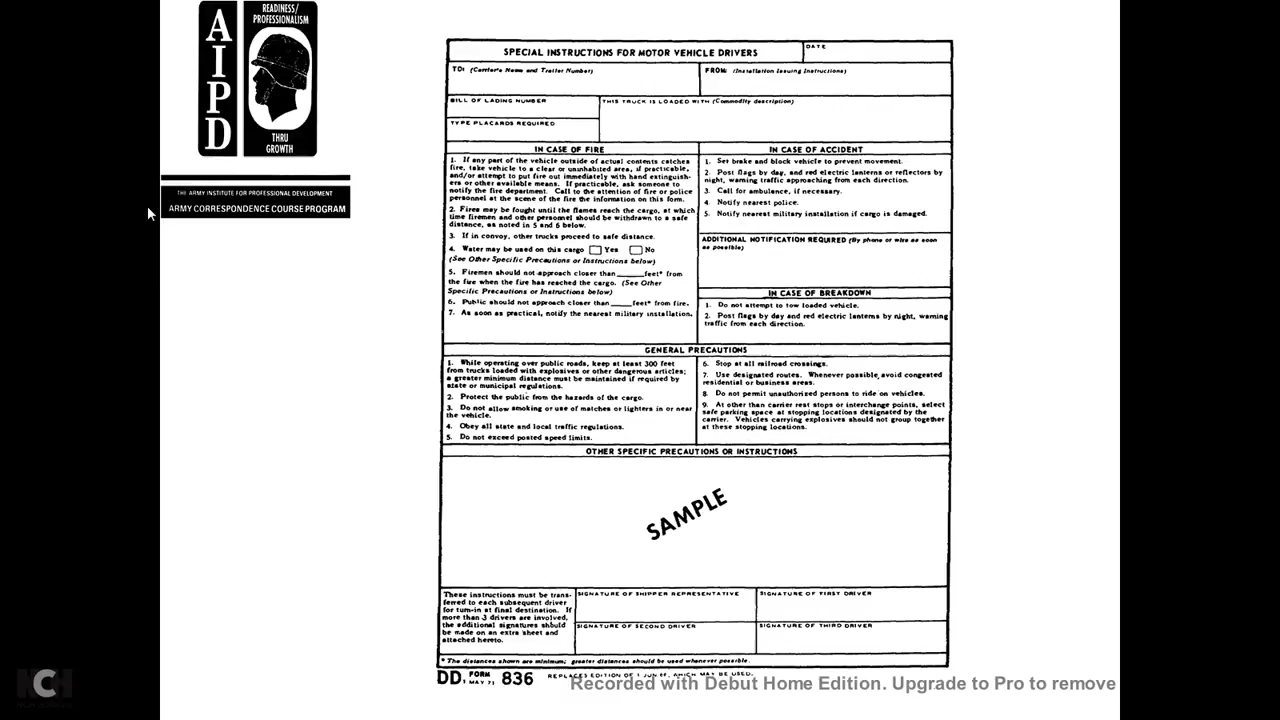 AIPD
READINESS/
PROFESSIONALISM
THRU
GROWTH
THE ARMY INSTITUTE FOR PROFESSIONAL DEVELOPMENT
ARMY CORRESPONDENCE COURSE PROGRAM
SPECIAL INSTRUCTIONS FOR MOTOR VEHICLE DRIVERS
DATE
TO: (Carrier's Name and Trailer Number)
FROM: (Installation Issuing Instructions)
BILL OF LADING NUMBER
THIS TRUCK IS LOADED WITH (Commodity description)
TYPE PLACARDS REQUIRED
IN CASE OF FIRE
1. If any part of the vehicle outside of actual contents catches
fire, take vehicle to a clear or uninhabited area, if practicable,
and/or attempt to put fire out immediately with hand extinguish-
ers or other available means. If practicable, ask someone to
notify the fire department. Call to the attention of fire or police
personnel at the scene of the fire the information on this form.
2. Fires may be fought until the flames reach the cargo, at which
time firemen and other personnel should be withdrawn to a safe
distance, as noted in 5 and 6 below.
3. If in convoy, other trucks proceed to safe distance.
4. Water may be used on this cargo Yes No
(See Other Specific Precautions or Instructions below)
5. Firemen should not approach closer than ______feet* from
the fire when the fire has reached the cargo. (See Other
Specific Precautions or Instructions below)
6. Public should not approach closer than _____feet* from fire.
7. As soon as practical, notify the nearest military installation.
IN CASE OF ACCIDENT
1. Set brake and block vehicle to prevent movement.
2. Post flags by day, and red electric lanterns or reflectors by
night, warning traffic approaching from each direction.
3. Call for ambulance, if necessary.
4. Notify nearest police.
5. Notify nearest military installation if cargo is damaged.
ADDITIONAL NOTIFICATION REQUIRED (By phone or wire as soon
as possible)
IN CASE OF BREAKDOWN
1. Do not attempt to tow loaded vehicle.
2. Post flags by day and red electric lanterns by night, warning
traffic from each direction.
GENERAL PRECAUTIONS
1. While operating over public roads, keep at least 300 feet
from trucks loaded with explosives or other dangerous articles;
a greater minimum distance must be maintained if required by
state or municipal regulations.
2. Protect the public from the hazards of the cargo.
3. Do not allow smoking or use of matches or lighters in or near
the vehicle.
4. Obey all state and local traffic regulations.
5. Do not exceed posted speed limits.
6. Stop at all railroad crossings.
7. Use designated routes. Whenever possible, avoid congested
residential or business areas.
8. Do not permit unauthorized persons to ride on vehicles.
9. At other than carrier rest stops or interchange points, select
safe parking space at stopping locations designated by the
carrier. Vehicles carrying explosives should not group together
at these stopping locations.
OTHER SPECIFIC PRECAUTIONS OR INSTRUCTIONS
SAMPLE
These instructions must be trans-
ferred to each subsequent driver
for turn-in at final destination. If
more than 3 drivers are involved,
the additional signatures should
be made on an extra sheet and
attached hereto.
SIGNATURE OF SHIPPER REPRESENTATIVE
SIGNATURE OF FIRST DRIVER
SIGNATURE OF SECOND DRIVER
SIGNATURE OF THIRD DRIVER
* The distances shown are minimum; greater distances should be used whenever possible.
DD FORM 1 MAY 71 836 REPLACES EDITION OF 1 JUN 67, WHICH MAY BE USED.
Recorded with Debut Home Edition. Upgrade to Pro to remove
NCH